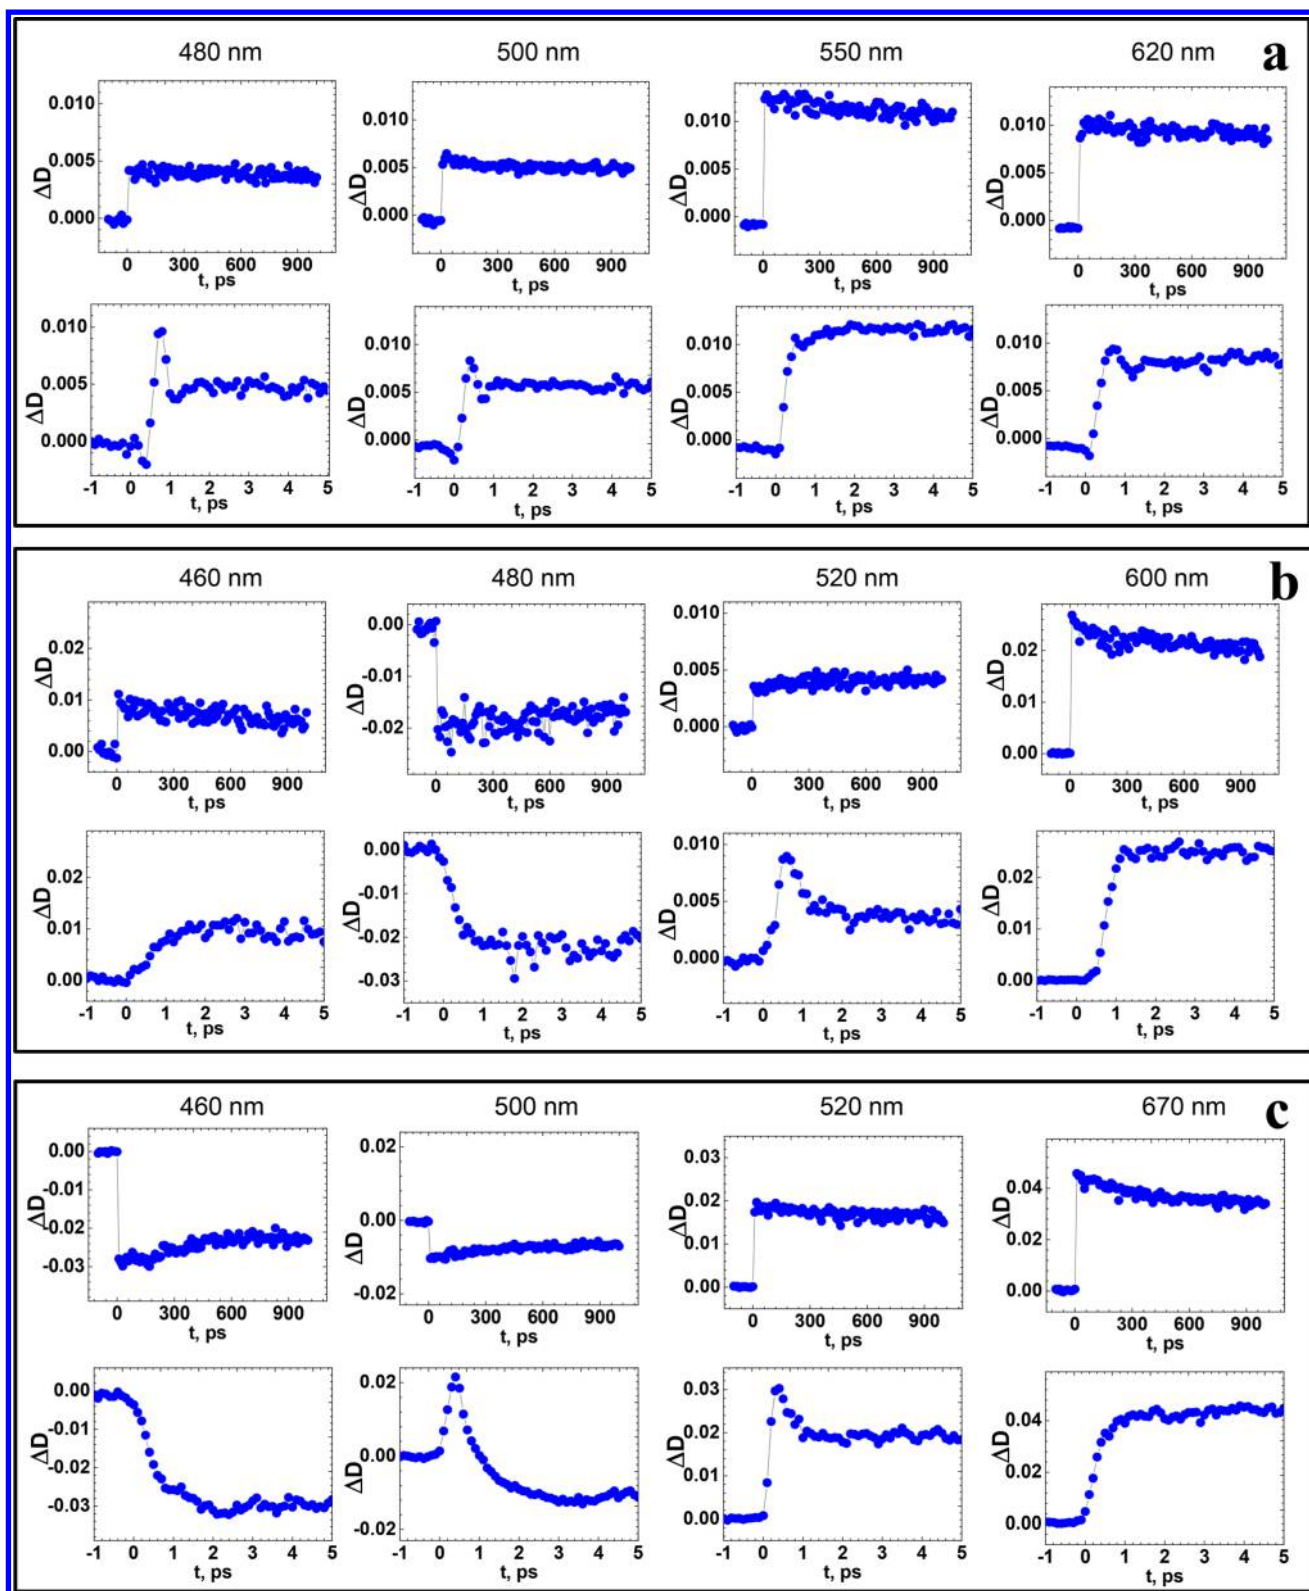 480 nm 500 nm 550 nm 620 nm a
0.010 0.005 0.000 ΔD 0 300 600 900 t, ps
0.010 0.005 0.000 ΔD 0 300 600 900 t, ps
0.010 0.005 0.000 ΔD 0 300 600 900 t, ps
0.010 0.005 0.000 ΔD 0 300 600 900 t, ps
0.010 0.005 0.000 ΔD -1 0 1 2 3 4 5 t, ps
0.010 0.005 0.000 ΔD -1 0 1 2 3 4 5 t, ps
0.010 0.005 0.000 ΔD -1 0 1 2 3 4 5 t, ps
0.010 0.005 0.000 ΔD -1 0 1 2 3 4 5 t, ps
460 nm 480 nm 520 nm 600 nm b
0.02 0.01 0.00 ΔD 0 300 600 900 t, ps
0.00 -0.01 -0.02 ΔD 0 300 600 900 t, ps
0.010 0.005 0.000 ΔD 0 300 600 900 t, ps
0.02 0.01 0.00 ΔD 0 300 600 900 t, ps
0.02 0.01 0.00 ΔD -1 0 1 2 3 4 5 t, ps
0.00 -0.01 -0.02 -0.03 ΔD -1 0 1 2 3 4 5 t, ps
0.010 0.005 0.000 ΔD -1 0 1 2 3 4 5 t, ps
0.02 0.01 0.00 ΔD -1 0 1 2 3 4 5 t, ps
460 nm 500 nm 520 nm 670 nm c
0.00 -0.01 -0.02 -0.03 ΔD 0 300 600 900 t, ps
0.02 0.00 -0.02 ΔD 0 300 600 900 t, ps
0.03 0.02 0.01 0.00 ΔD 0 300 600 900 t, ps
0.04 0.02 0.00 ΔD 0 300 600 900 t, ps
0.00 -0.01 -0.02 -0.03 ΔD -1 0 1 2 3 4 5 t, ps
0.02 0.00 -0.02 ΔD -1 0 1 2 3 4 5 t, ps
0.03 0.02 0.01 0.00 ΔD -1 0 1 2 3 4 5 t, ps
0.04 0.02 0.00 ΔD -1 0 1 2 3 4 5 t, ps